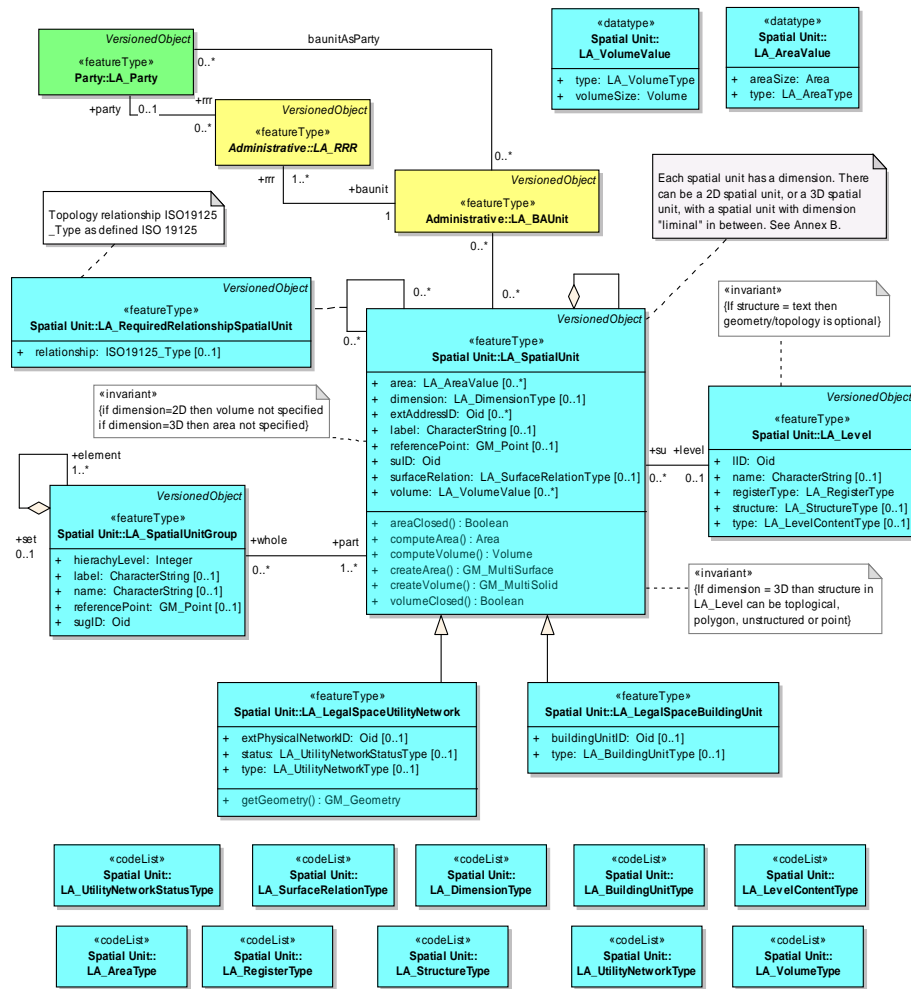 VersionedObject
«featureType»
Party::LA_Party
baunitAsParty
0..*
+party
0..1
+rrr
0..*
VersionedObject
«featureType»
Administrative::LA_RRR
+rrr
1..*
+baunit
1
0..*
VersionedObject
«featureType»
Administrative::LA_BAUnit
0..*
0..*
«datatype»
Spatial Unit::
LA_VolumeValue
+ type: LA_VolumeType
+ volumeSize: Volume
«datatype»
Spatial Unit::
LA_AreaValue
+ areaSize: Area
+ type: LA_AreaType
Each spatial unit has a dimension. There
can be a 2D spatial unit, or a 3D spatial
unit, with a spatial unit with dimension
"liminal" in between. See Annex B.
Topology relationship ISO19125
_Type as defined ISO 19125
VersionedObject
«featureType»
Spatial Unit::LA_RequiredRelationshipSpatialUnit
+ relationship: ISO19125_Type [0..1]
0..*
0..*
«invariant»
{If structure = text then
geometry/topology is optional}
«invariant»
{if dimension=2D then volume not specified
if dimension=3D then area not specified}
VersionedObject
«featureType»
Spatial Unit::LA_SpatialUnit
+ area: LA_AreaValue [0..*]
+ dimension: LA_DimensionType [0..1]
+ extAddressID: Oid [0..*]
+ label: CharacterString [0..1]
+ referencePoint: GM_Point [0..1]
+ suID: Oid
+ surfaceRelation: LA_SurfaceRelationType [0..1]
+ volume: LA_VolumeValue [0..*]
+ areaClosed() : Boolean
+ computeArea() : Area
+ computeVolume() : Volume
+ createArea() : GM_MultiSurface
+ createVolume() : GM_MultiSolid
+ volumeClosed() : Boolean
+su
0..*
+level
0..1
VersionedObject
«featureType»
Spatial Unit::LA_Level
+ lID: Oid
+ name: CharacterString [0..1]
+ registerType: LA_RegisterType
+ structure: LA_StructureType [0..1]
+ type: LA_LevelContentType [0..1]
+element
1..*
+set
0..1
VersionedObject
«featureType»
Spatial Unit::LA_SpatialUnitGroup
+ hierachyLevel: Integer
+ label: CharacterString [0..1]
+ name: CharacterString [0..1]
+ referencePoint: GM_Point [0..1]
+ sugID: Oid
+whole
0..*
+part
1..*
«invariant»
{If dimension = 3D than structure in
LA_Level can be toplogical,
polygon, unstructured or point}
«featureType»
Spatial Unit::LA_LegalSpaceUtilityNetwork
+ extPhysicalNetworkID: Oid [0..1]
+ status: LA_UtilityNetworkStatusType [0..1]
+ type: LA_UtilityNetworkType [0..1]
+ getGeometry() : GM_Geometry
«featureType»
Spatial Unit::LA_LegalSpaceBuildingUnit
+ buildingUnitID: Oid [0..1]
+ type: LA_BuildingUnitType [0..1]
«codeList»
Spatial Unit::
LA_UtilityNetworkStatusType
«codeList»
Spatial Unit::
LA_SurfaceRelationType
«codeList»
Spatial Unit::
LA_DimensionType
«codeList»
Spatial Unit::
LA_BuildingUnitType
«codeList»
Spatial Unit::
LA_LevelContentType
«codeList»
Spatial Unit::
LA_AreaType
«codeList»
Spatial Unit::
LA_RegisterType
«codeList»
Spatial Unit::
LA_StructureType
«codeList»
Spatial Unit::
LA_UtilityNetworkType
«codeList»
Spatial Unit::
LA_VolumeType